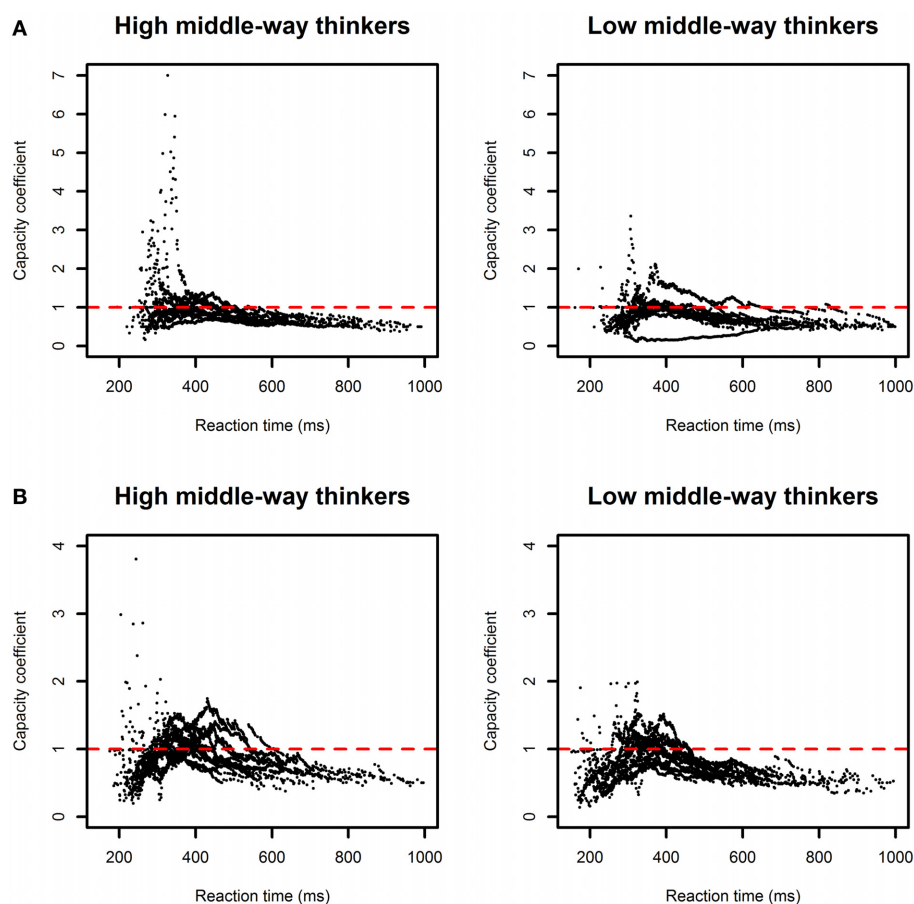 A
High middle-way thinkers
Low middle-way thinkers
Capacity coefficient
7
6
5
4
3
2
1
0
200 400 600 800 1000
Reaction time (ms)
Capacity coefficient
7
6
5
4
3
2
1
0
200 400 600 800 1000
Reaction time (ms)
B
High middle-way thinkers
Low middle-way thinkers
Capacity coefficient
4
3
2
1
0
200 400 600 800 1000
Reaction time (ms)
Capacity coefficient
4
3
2
1
0
200 400 600 800 1000
Reaction time (ms)